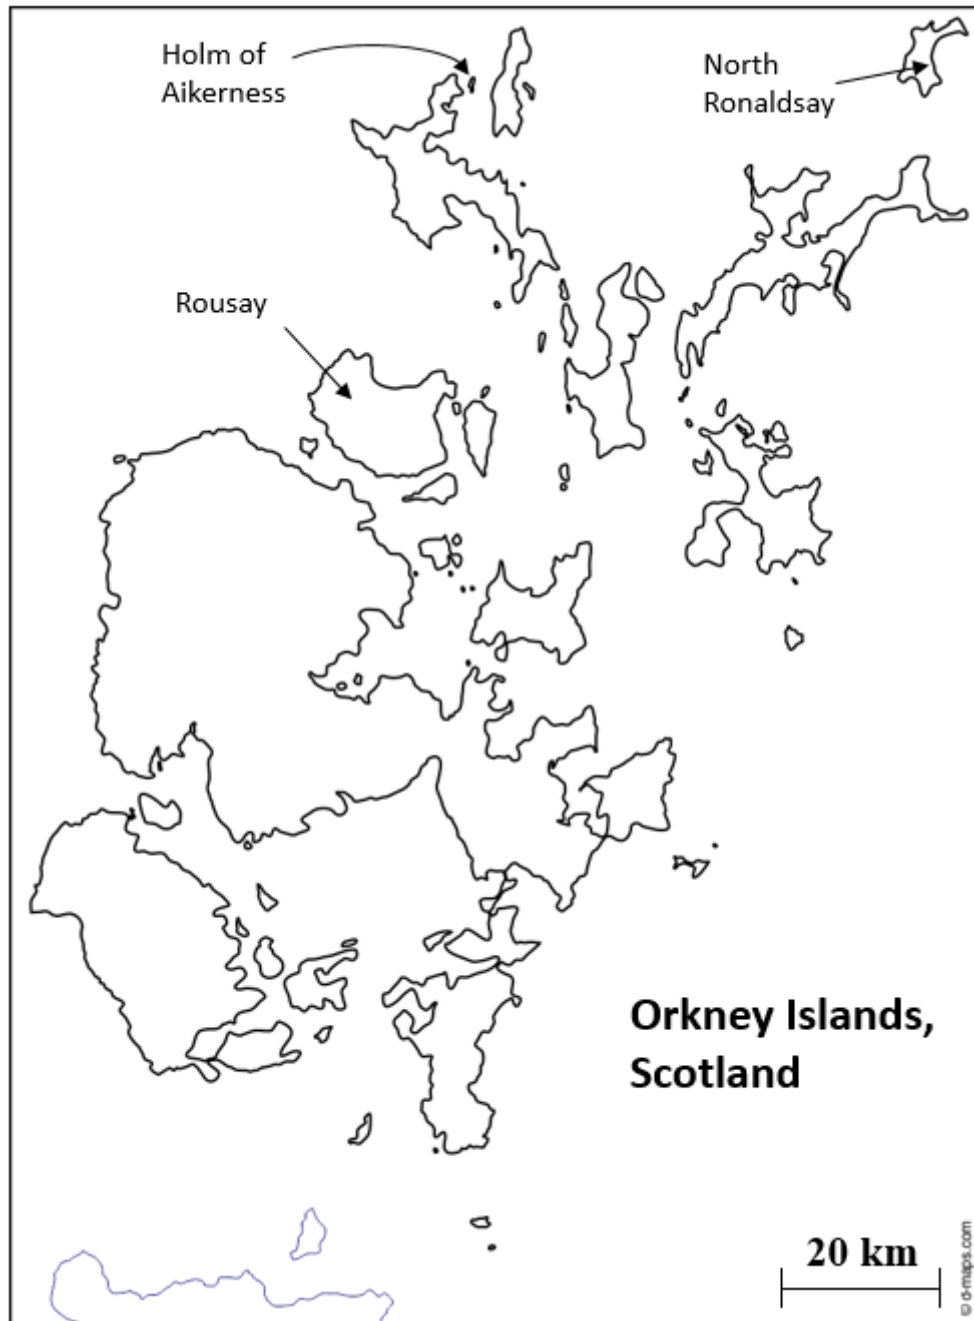 Holm of
Aikerness
North
Ronaldsay
Rousay
Orkney Islands,
Scotland
20 km
© d-maps.com